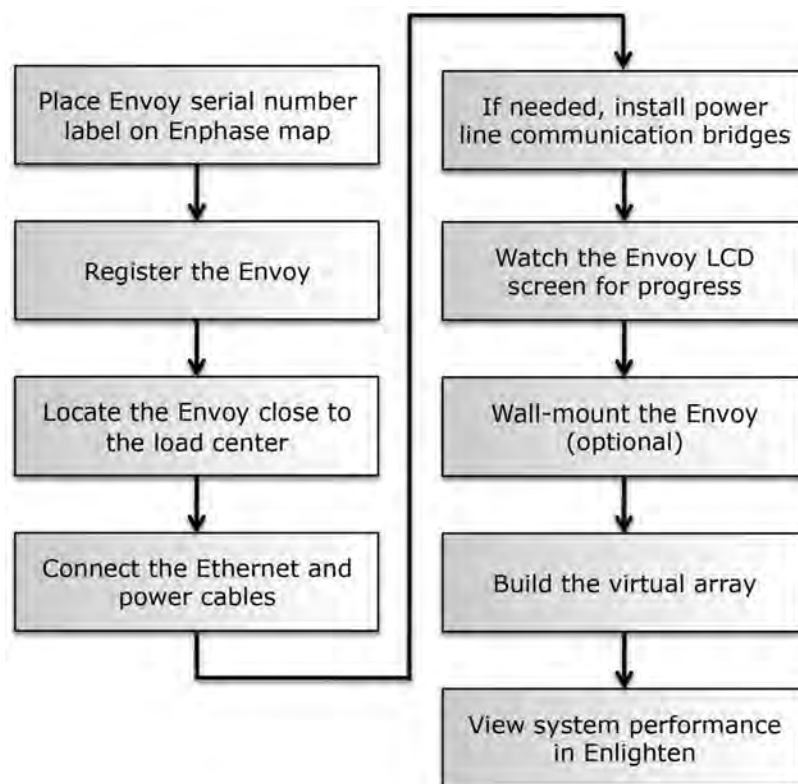 Place Envoy serial number
label on Enphase map
Register the Envoy
Locate the Envoy close to
the load center
Connect the Ethernet and
power cables
If needed, install power
line communication bridges
Watch the Envoy LCD
screen for progress
Wall-mount the Envoy
(optional)
Build the virtual array
View system performance
in Enlighten